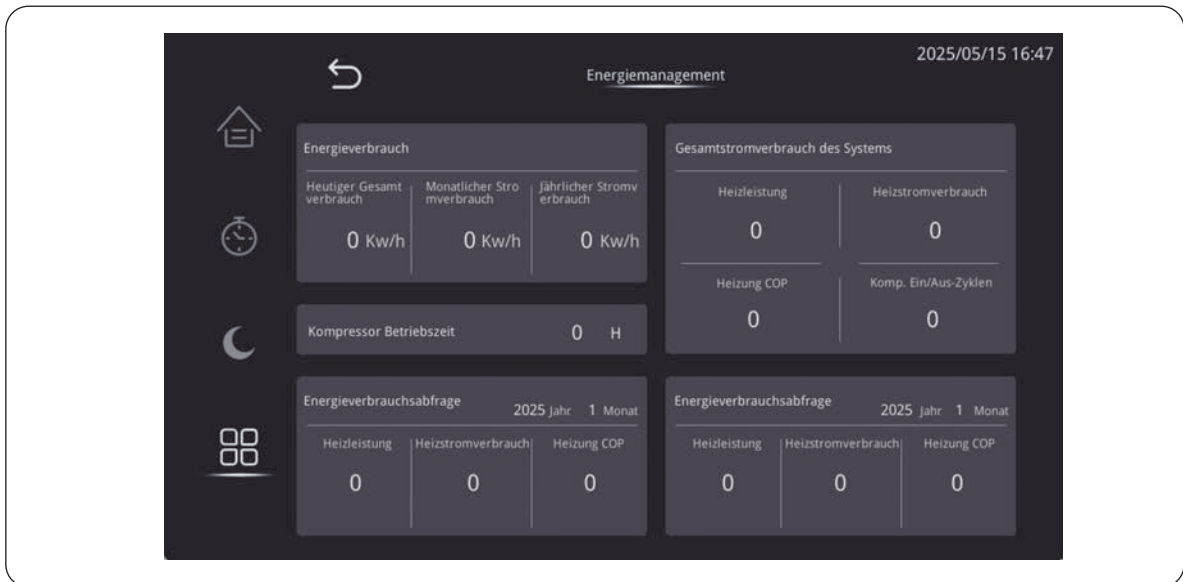 2025/05/15 16:47
Energiemanagement
Energieverbrauch
Heutiger Gesamt
verbrauch
0 Kw/h
Monatlicher Stro
mverbrauch
0 Kw/h
Jährlicher Stromv
erbrauch
0 Kw/h
Gesamtstromverbrauch des Systems
Heizleistung
0
Heizstromverbrauch
0
Heizung COP
0
Komp. Ein/Aus-Zyklen
0
Kompressor Betriebszeit 0 H
Energieverbrauchsabfrage 2025 Jahr 1 Monat
Heizleistung
0
Heizstromverbrauch
0
Heizung COP
0
Energieverbrauchsabfrage 2025 Jahr 1 Monat
Heizleistung
0
Heizstromverbrauch
0
Heizung COP
0